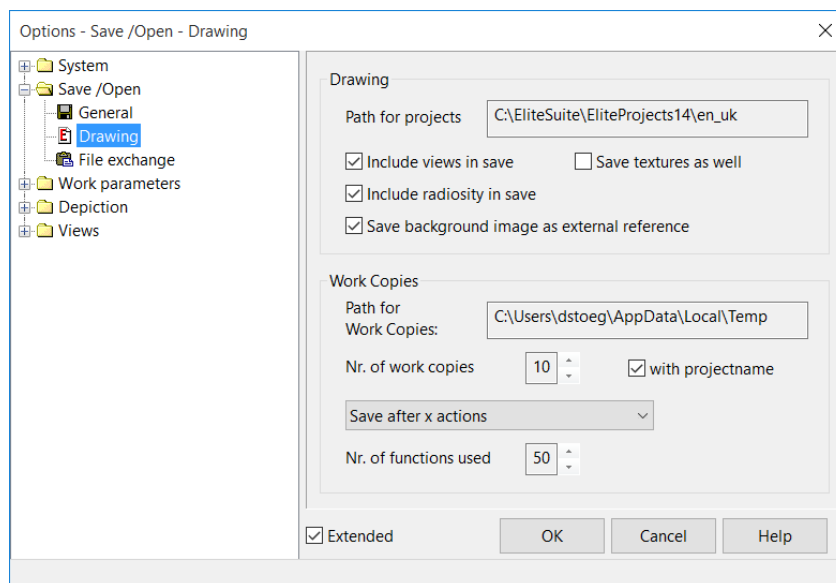 Options - Save /Open - Drawing
System
Save /Open
General
Drawing
File exchange
Work parameters
Depiction
Views
Drawing
Path for projects C:\EliteSuite\EliteProjects14\en_uk
Include views in save Save textures as well
Include radiosity in save
Save background image as external reference
Work Copies
Path for
Work Copies: C:\Users\dstoeg\AppData\Local\Temp
Nr. of work copies 10 with projectname
Save after x actions
Nr. of functions used 50
Extended OK Cancel Help